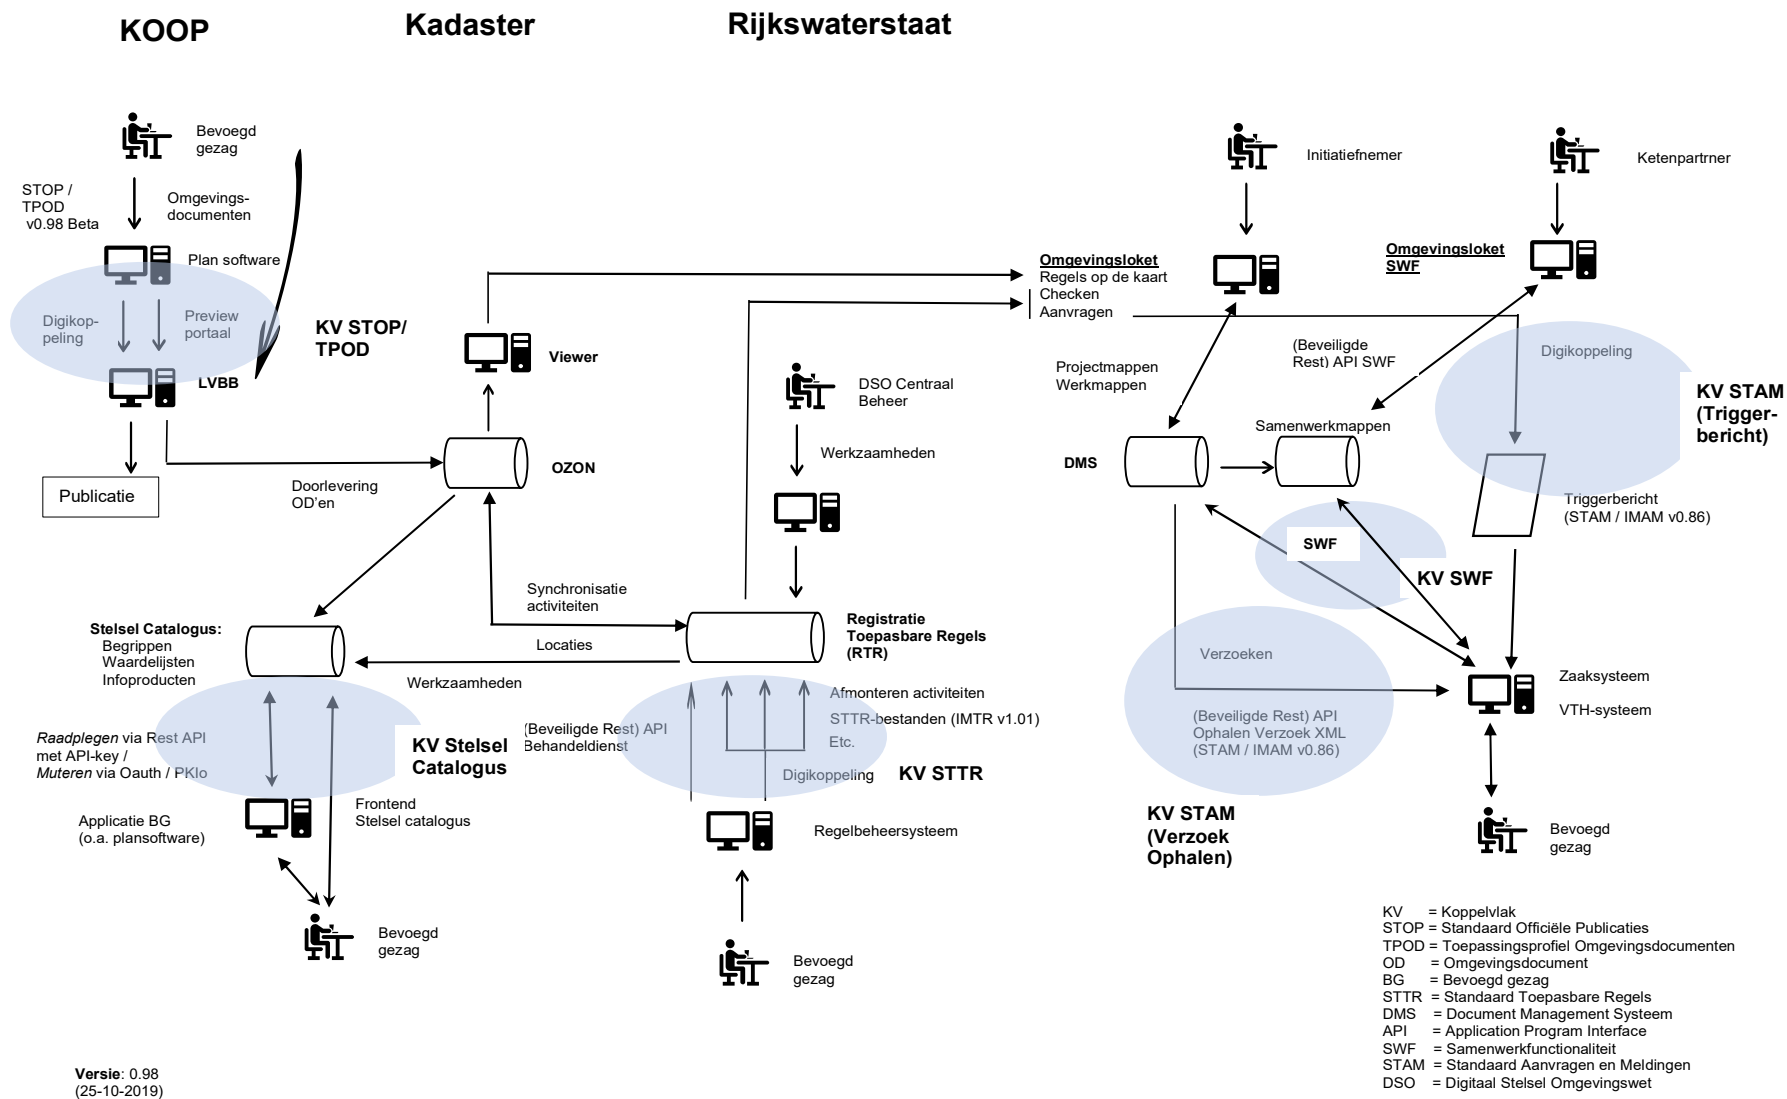 KOOP
Kadaster
Rijkswaterstaat
Bevoegd
gezag
STOP /
TPOD
v0.98 Beta
Omgevings-
documenten
Plan software
Digikop-
peling
Preview
portaal
LVBB
KV STOP/
TPOD
Publicatie
Doorlevering
OD'en
Viewer
OZON
DSO Centraal
Beheer
Werkzaamheden
Synchronisatie
activiteiten
Locaties
Werkzaamheden
Registratie
Toepasbare Regels
(RTR)
Stelsel Catalogus:
Begrippen
Waardelijsten
Infoproducten
Raadplegen via Rest API
met API-key /
Muteren via Oauth / PKIo
KV Stelsel
Catalogus
Applicatie BG
(o.a. plansoftware)
Frontend
Stelsel catalogus
Bevoegd
gezag
(Beveiligde Rest) API
Behandeldienst
Afmonteren activiteiten
STTR-bestanden (IMTR v1.01)
Etc.
Digikoppeling
KV STTR
Regelbeheersysteem
Bevoegd
gezag
Initiatiefnemer
Ketenpartrner
Omgevingsloket
Regels op de kaart
Checken
Aanvragen
Omgevingsloket
SWF
Projectmappen
Werkmappen
(Beveiligde
Rest) API SWF
Digikoppeling
KV STAM
(Trigger-
bericht)
Samenwerkmappen
DMS
Triggerbericht
(STAM / IMAM v0.86)
SWF
KV SWF
Verzoeken
(Beveiligde Rest) API
Ophalen Verzoek XML
(STAM / IMAM v0.86)
KV STAM
(Verzoek
Ophalen)
Zaaksysteem
VTH-systeem
Bevoegd
gezag
KV = Koppelvlak
STOP = Standaard Officiële Publicaties
TPOD = Toepassingsprofiel Omgevingsdocumenten
OD = Omgevingsdocument
BG = Bevoegd gezag
STTR = Standaard Toepasbare Regels
DMS = Document Management Systeem
API = Application Program Interface
SWF = Samenwerkfunctionaliteit
STAM = Standaard Aanvragen en Meldingen
DSO = Digitaal Stelsel Omgevingswet
Versie: 0.98
(25-10-2019)